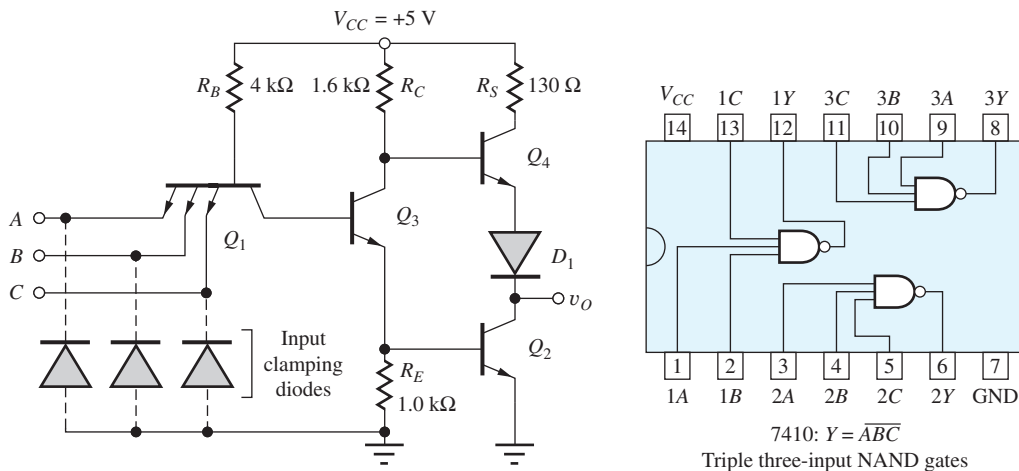 V_CC = +5 V
R_B
4 kΩ
1.6 kΩ
R_C
R_S
130 Ω
Q_4
A
B
C
Q_1
Q_3
D_1
v_O
Input
clamping
diodes
Q_2
R_E
1.0 kΩ
V_CC 1C 1Y 3C 3B 3A 3Y
14 13 12 11 10 9 8
1 2 3 4 5 6 7
1A 1B 2A 2B 2C 2Y GND
7410: Y = \overline{ABC}
Triple three-input NAND gates